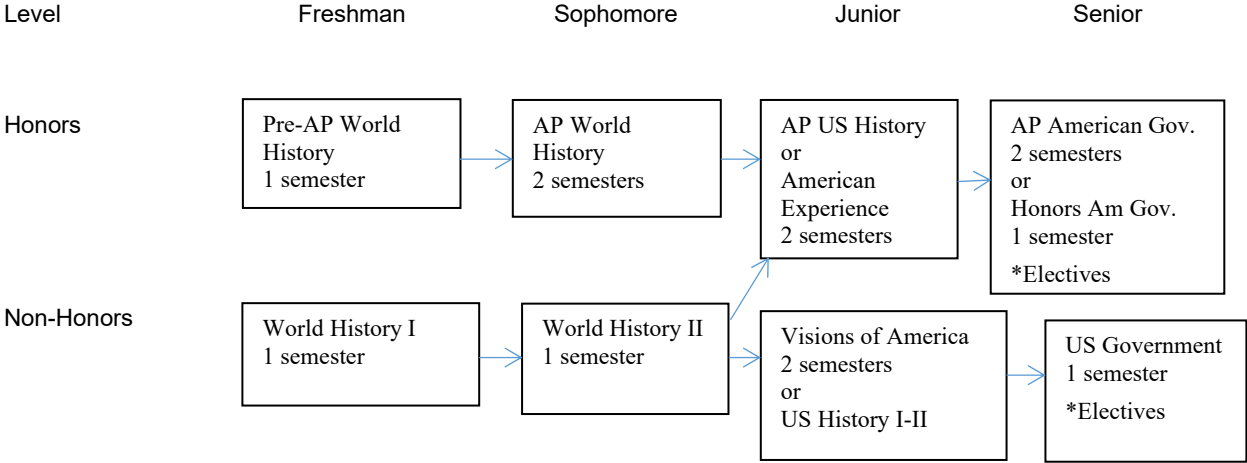 Level Freshman Sophomore Junior Senior
Honors
Pre-AP World
History
1 semester
AP World
History
2 semesters
AP US History
or
American
Experience
2 semesters
AP American Gov.
2 semesters
or
Honors Am Gov.
1 semester
*Electives
Non-Honors
World History I
1 semester
World History II
1 semester
Visions of America
2 semesters
or
US History I-II
US Government
1 semester
*Electives